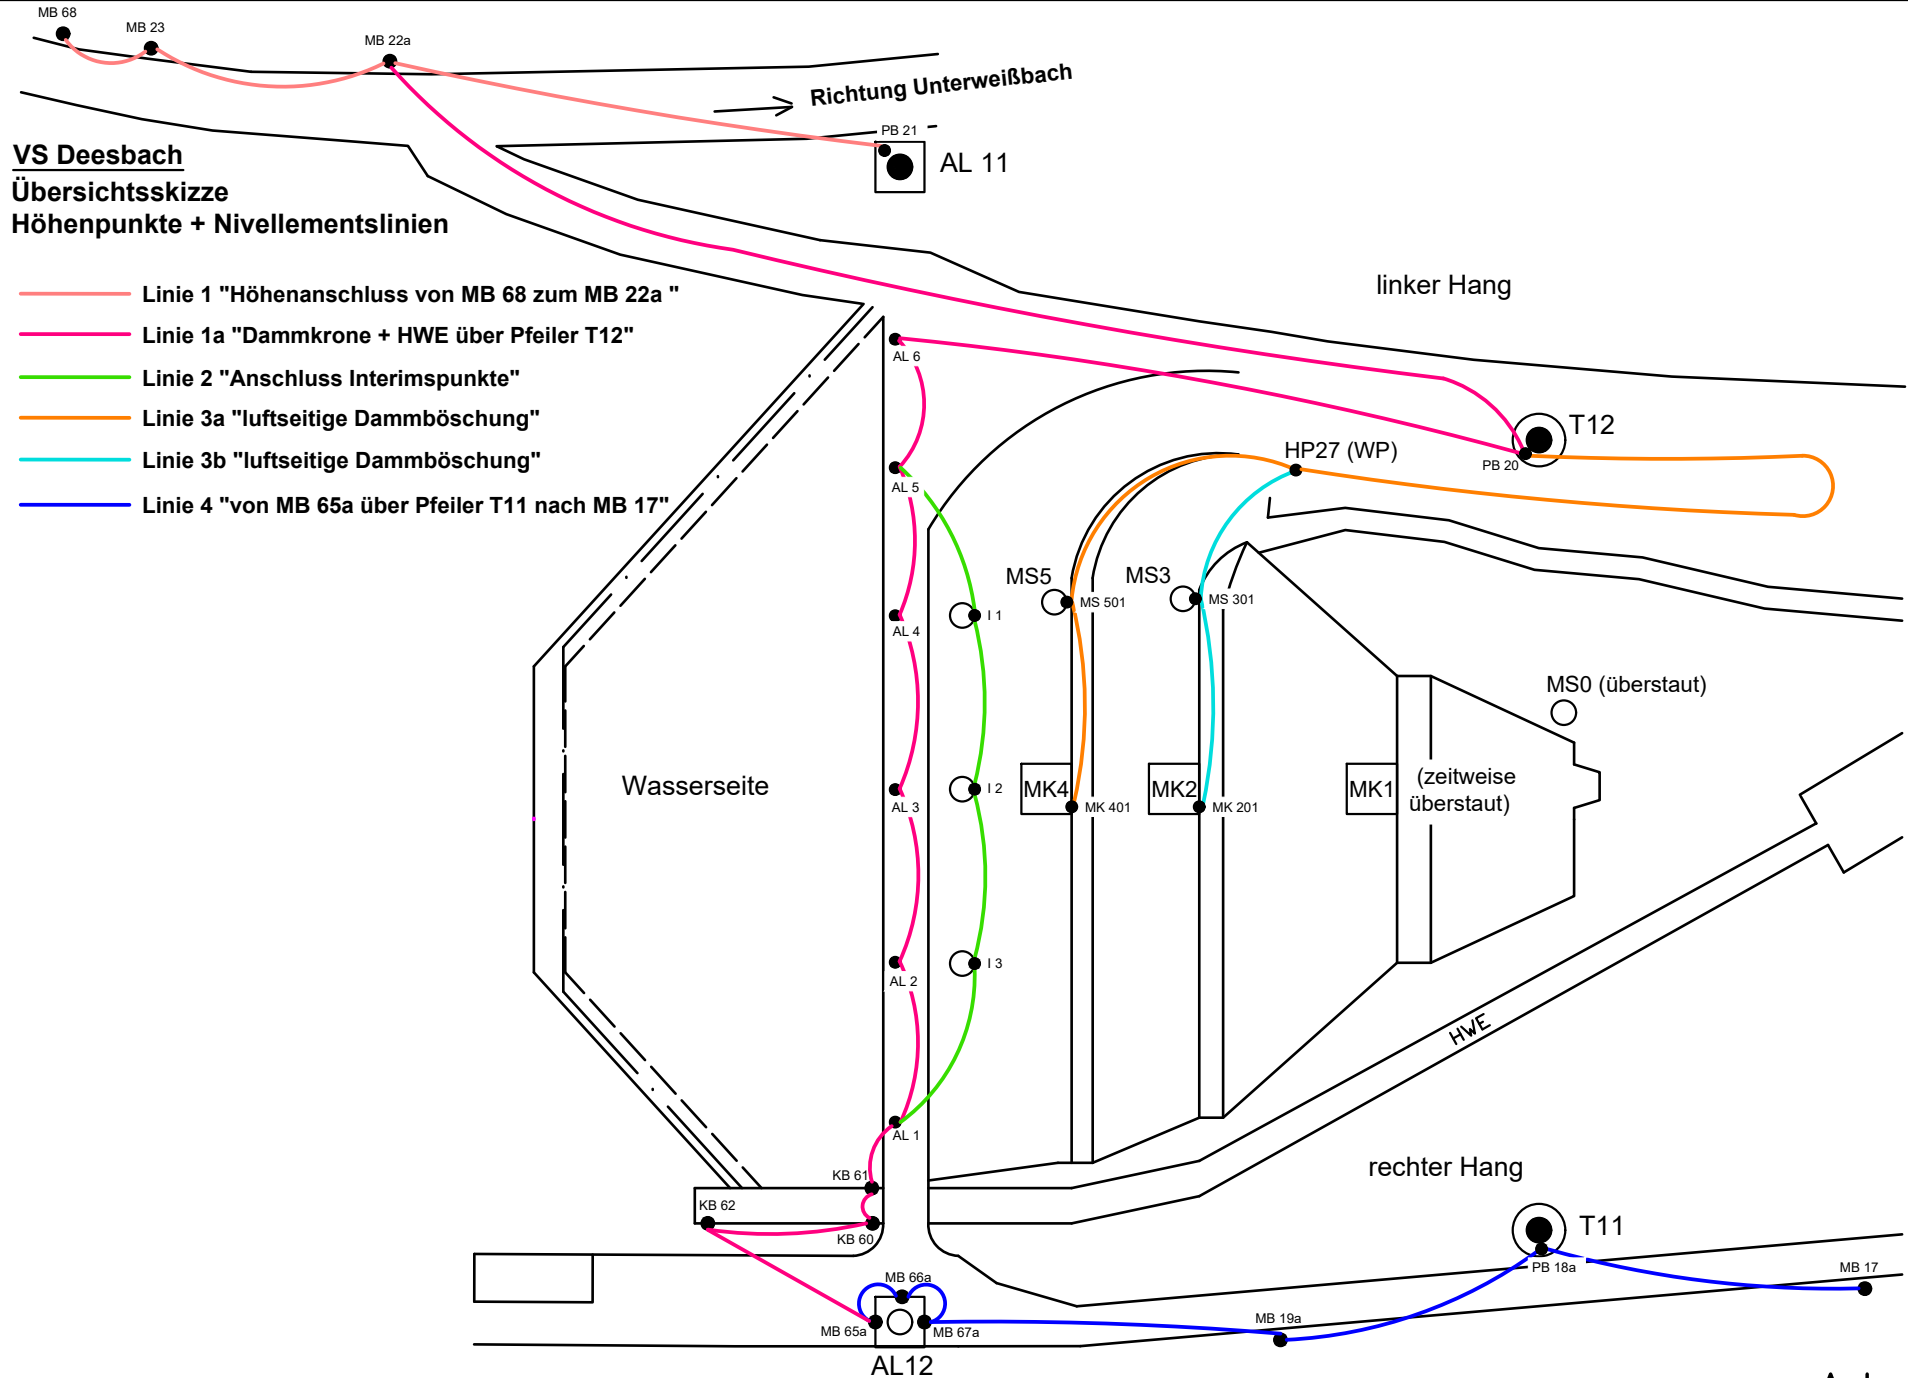 MB 68
MB 23
MB 22a
Richtung Unterweißbach
PB 21
AL 11
VS Deesbach
Übersichtsskizze
Höhenpunkte + Nivellementslinien
linker Hang
Linie 1 "Höhenanschluss von MB 68 zum MB 22a "
Linie 1a "Dammkrone + HWE über Pfeiler T12"
Linie 2 "Anschluss Interimspunkte"
Linie 3a "luftseitige Dammböschung"
Linie 3b "luftseitige Dammböschung"
Linie 4 "von MB 65a über Pfeiler T11 nach MB 17"
AL 6
T12
HP27 (WP)
PB 20
AL 5
MS5
MS3
MS 501
MS 301
I 1
AL 4
MS0 (überstaut)
Wasserseite
MK4
MK2
MK1
(zeitweise
überstaut)
I 2
AL 3
MK 401
MK 201
I 3
AL 2
HWE
AL 1
rechter Hang
KB 61
KB 62
KB 60
T11
PB 18a
MB 17
MB 66a
MB 65a
MB 67a
MB 19a
AL12